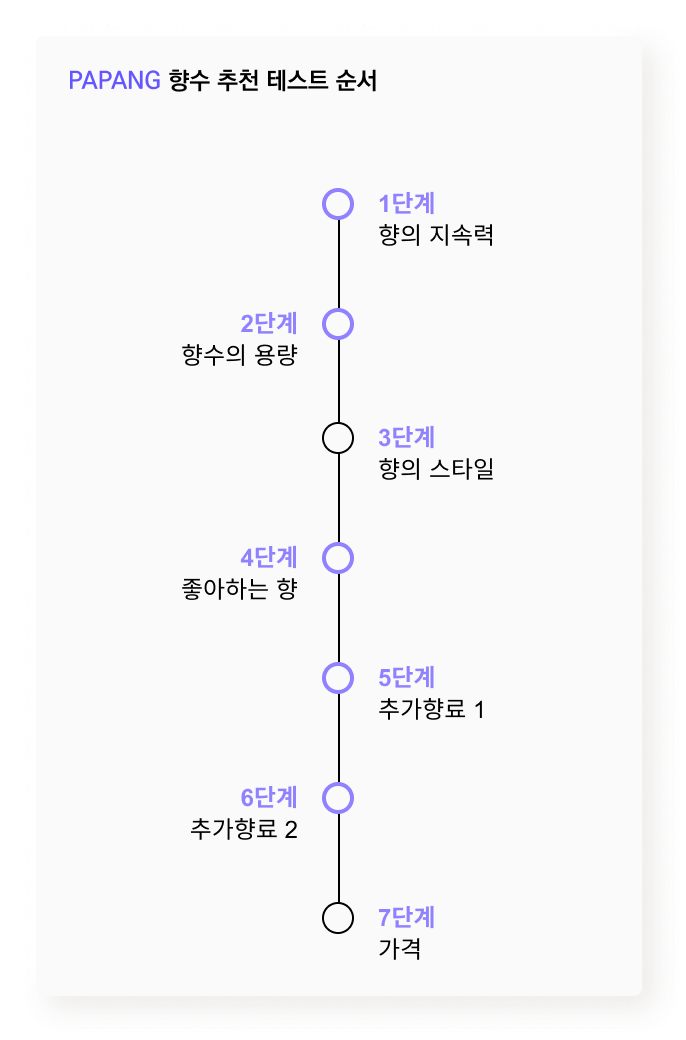 PAPANG 향수 추천 테스트 순서
1단계
향의 지속력
2단계
향수의 용량
3단계
향의 스타일
4단계
좋아하는 향
5단계
추가향료 1
6단계
추가향료 2
7단계
가격